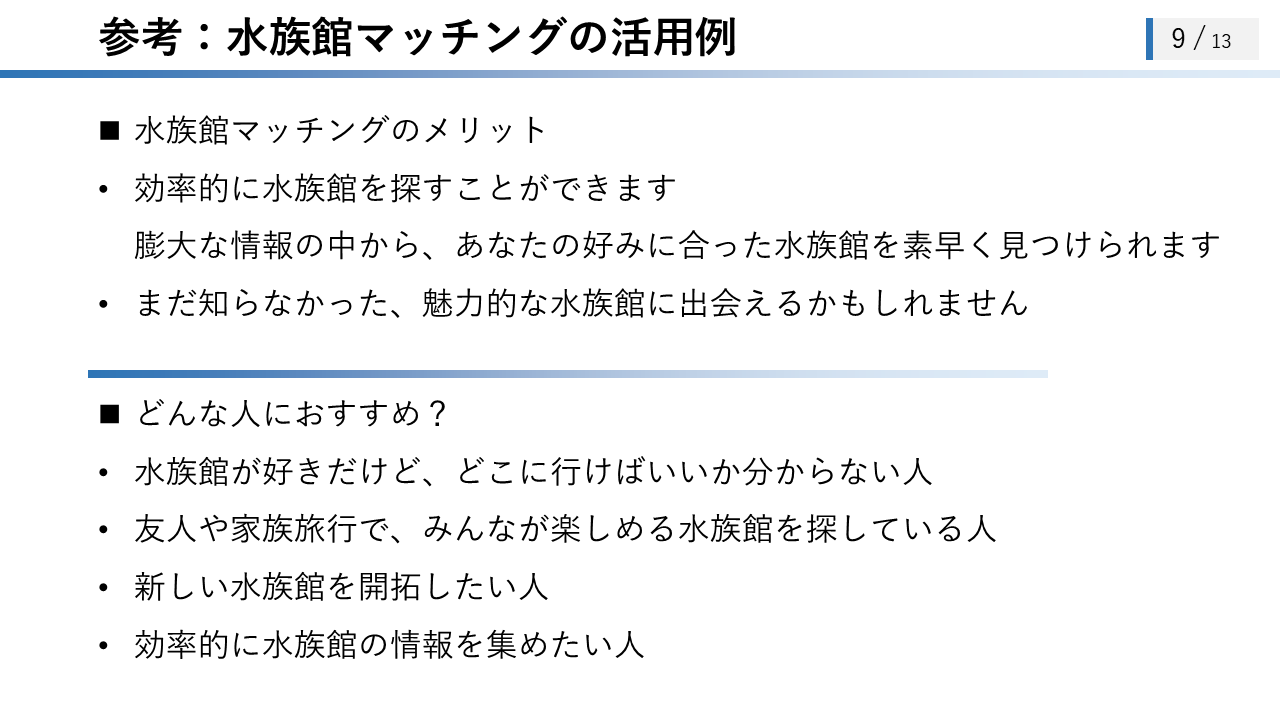 参考：水族館マッチングの活用例
9 / 13
■ 水族館マッチングのメリット
• 効率的に水族館を探すことができます
膨大な情報の中から、あなたの好みに合った水族館を素早く見つけられます
• まだ知らなかった、魅力的な水族館に出会えるかもしれません
■ どんな人におすすめ？
• 水族館が好きだけど、どこに行けばいいか分からない人
• 友人や家族旅行で、みんなが楽しめる水族館を探している人
• 新しい水族館を開拓したい人
• 効率的に水族館の情報を集めたい人